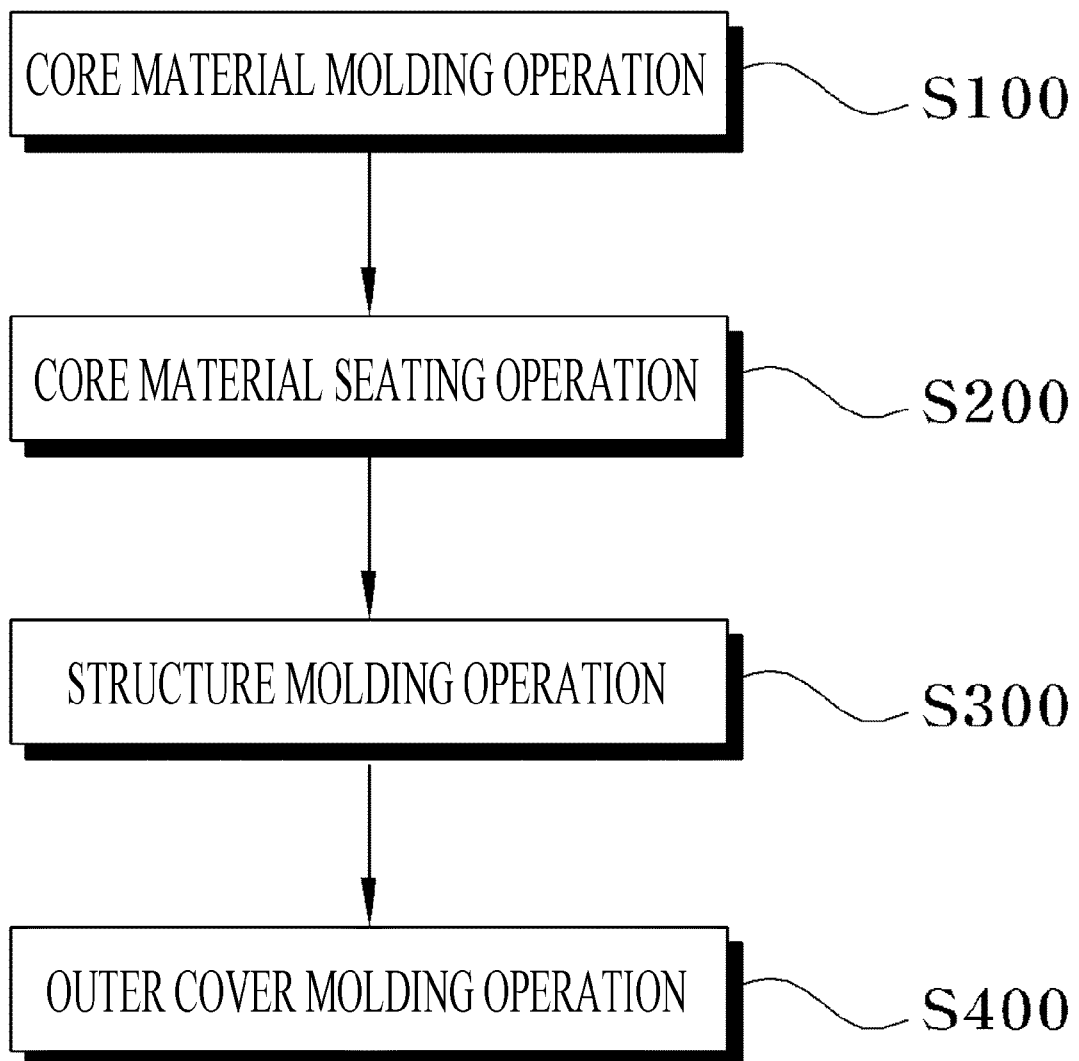 CORE MATERIAL MOLDING OPERATION S100
CORE MATERIAL SEATING OPERATION S200
STRUCTURE MOLDING OPERATION S300
OUTER COVER MOLDING OPERATION S400